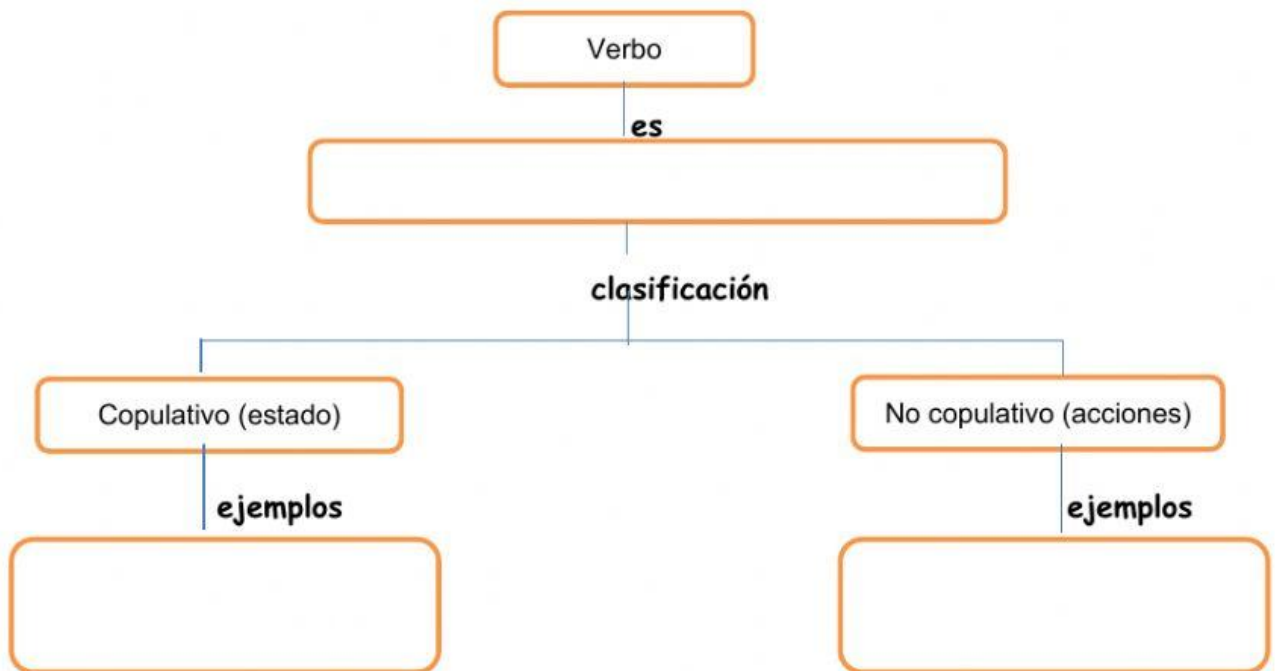 Verbo
es
clasificación
Copulativo (estado)
No copulativo (acciones)
ejemplos
ejemplos